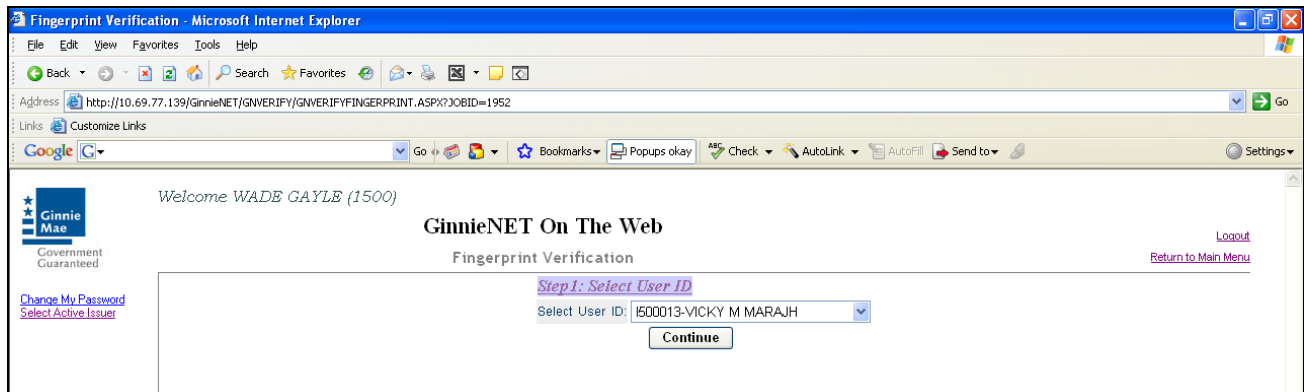 Fingerprint Verification - Microsoft Internet Explorer
File Edit View Favorites Tools Help
Back Search Favorites
Address http://10.69.77.139/GinnieNET/GNVERIFY/GNVERIFYFINGERPRINT.ASPX?JOBID=1952 Go
Links Customize Links
Google G Go Bookmarks Popups okay ABC Check AutoLink AutoFill Send to Settings
Welcome WADE GAYLE (1500)
Ginnie
Mae
Government
Guaranteed
GinnieNET On The Web
Fingerprint Verification
Logout
Return to Main Menu
Change My Password
Select Active Issuer
Step1: Select User ID
Select User ID: I500013-VICKY M MARAJH
Continue